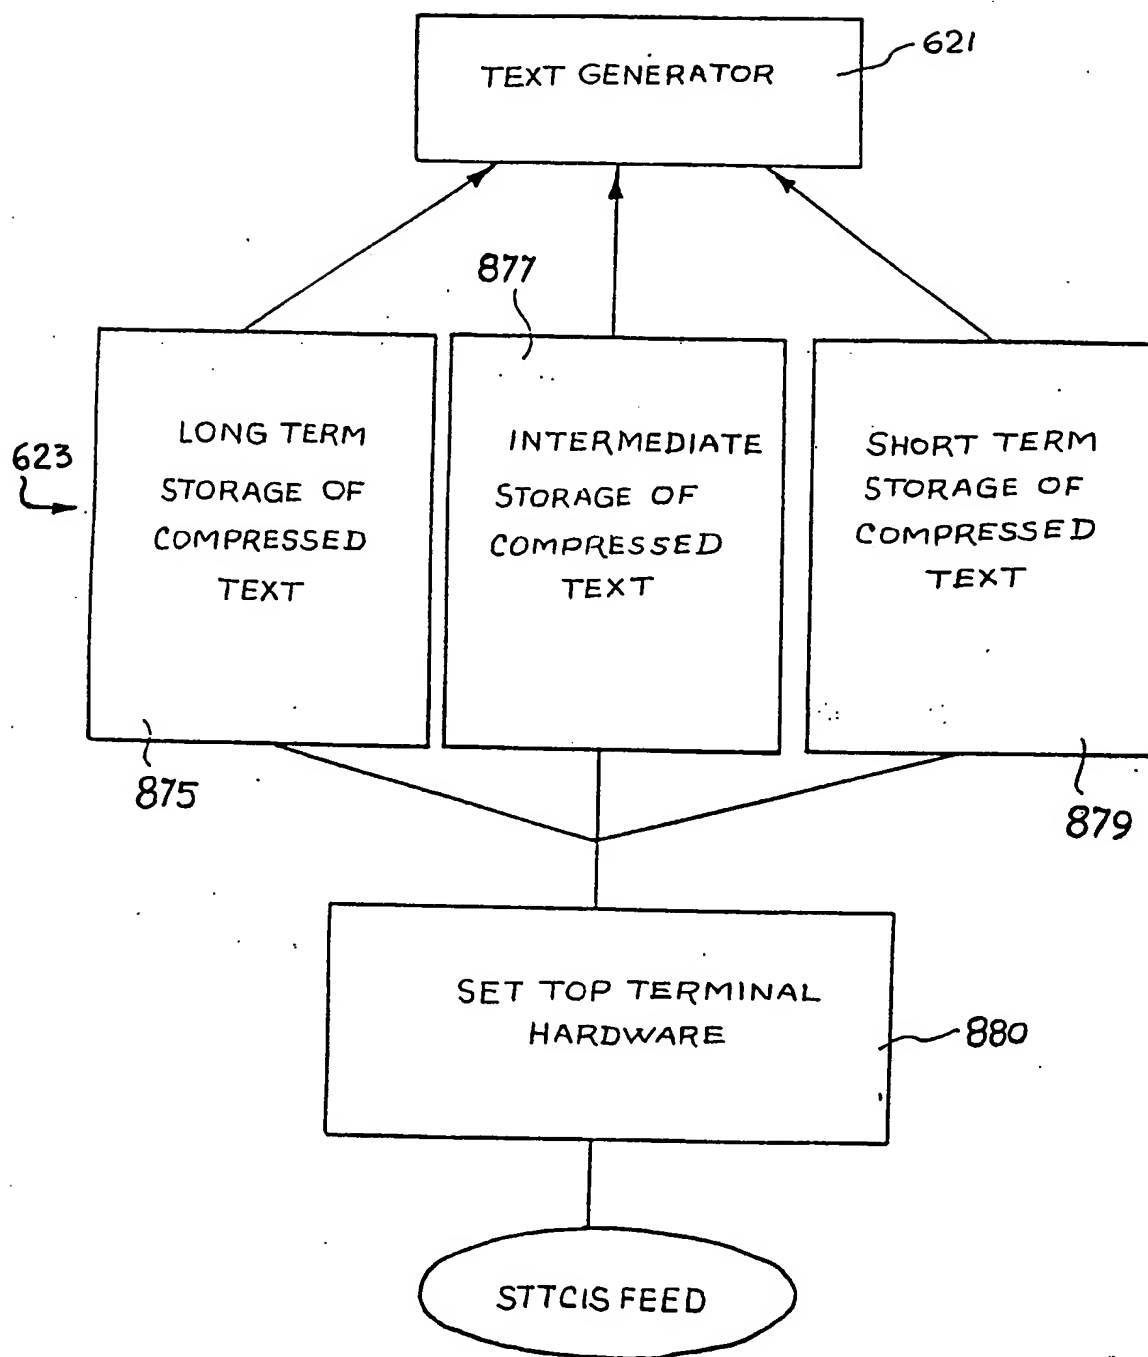 TEXT GENERATOR
621
877
623
LONG TERM
STORAGE OF
COMPRESSED
TEXT
INTERMEDIATE
STORAGE OF
COMPRESSED
TEXT
SHORT TERM
STORAGE OF
COMPRESSED
TEXT
875
879
SET TOP TERMINAL
HARDWARE
880
STTCIS FEED